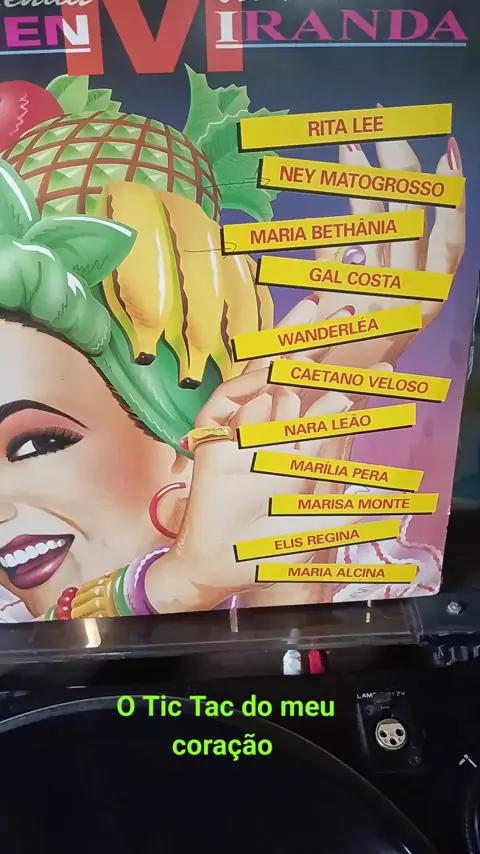 EN MIRANDA
RITA LEE
NEY MATOGROSSO
MARIA BETHÂNIA
GAL COSTA
WANDERLÉA
CAETANO VELOSO
NARA LEÃO
MARÍLIA PERA
MARISA MONTE
ELIS REGINA
MARIA ALCINA
O Tic Tac do meu
coração